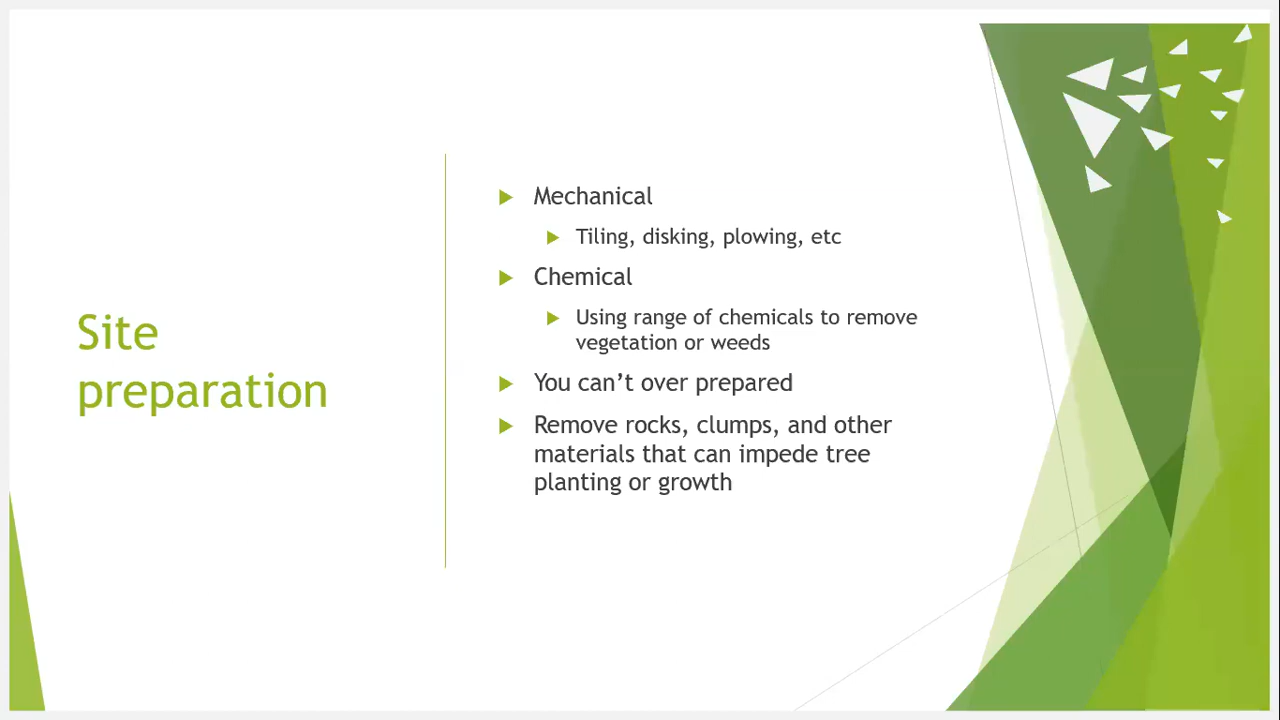 Site
preparation
Mechanical
Tiling, disking, plowing, etc
Chemical
Using range of chemicals to remove
vegetation or weeds
You can’t over prepared
Remove rocks, clumps, and other
materials that can impede tree
planting or growth